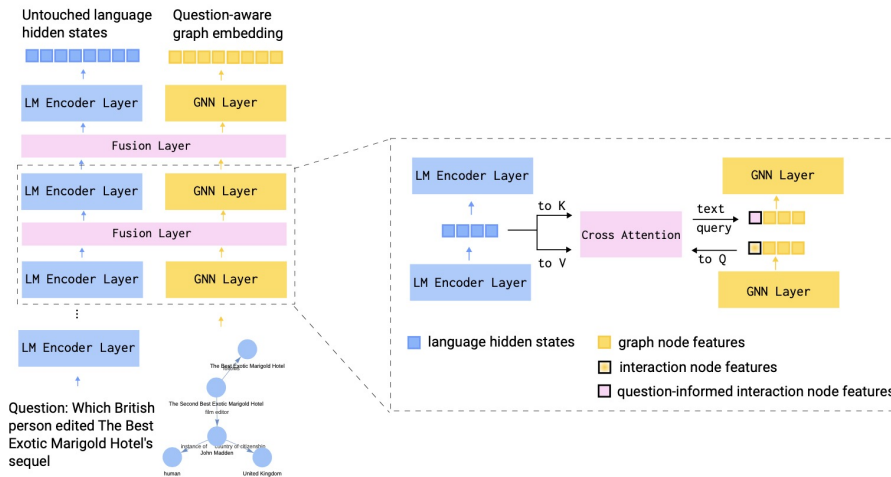 Untouched language
hidden states
Question-aware
graph embedding
LM Encoder Layer
GNN Layer
Fusion Layer
LM Encoder Layer
GNN Layer
Fusion Layer
LM Encoder Layer
GNN Layer
...
LM Encoder Layer
Question: Which British
person edited The Best
Exotic Marigold Hotel's
sequel
The Best Exotic Marigold Hotel
The Second Best Exotic Marigold Hotel
film editor
instance of
country of citizenship
John Madden
human
United Kingdom
LM Encoder Layer
GNN Layer
to K
Cross Attention
text
query
to V
to Q
LM Encoder Layer
GNN Layer
language hidden states
graph node features
interaction node features
question-informed interaction node features